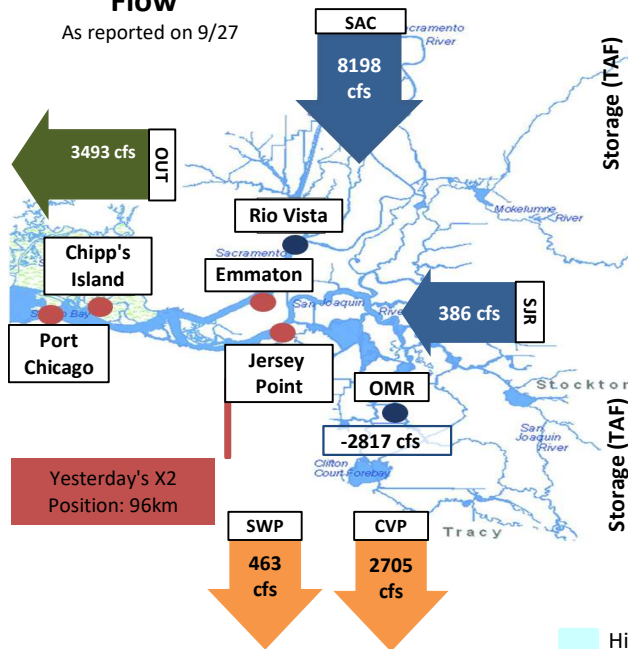 Flow
As reported on 9/27
SAC
8198
cfs
Sacramento
River
Storage (TAF)
3493 cfs
OUT
Mokelumne
River
Rio Vista
Chipp's
Island
Sacramento
Emmaton
San Joaquin
River
386 cfs
SJR
Port
Chicago
Jersey
Point
OMR
Stockton
-2817 cfs
San
Joaquin
River
Clifton
Court Forebay
Storage (TAF)
Yesterday's X2
Position: 96km
SWP
CVP
Tracy
463
cfs
2705
cfs